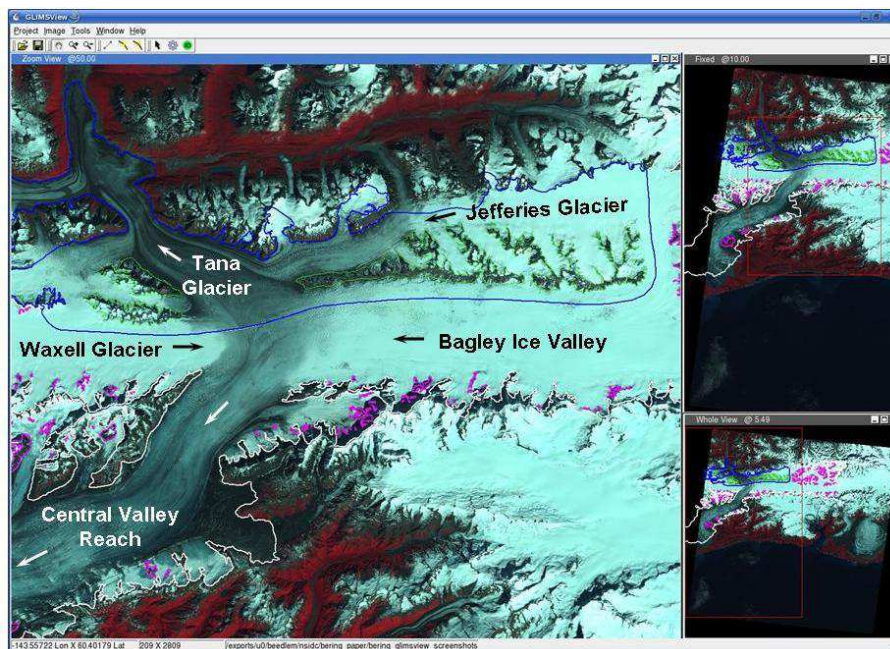 GLIMSView
Project Image Tools Window Help
Zoom View @50.00
Fixed @10.00
Jefferies Glacier
Tana
Glacier
Waxell Glacier
Bagley Ice Valley
Whole View @ 5.49
Central Valley
Reach
-143.55722 Lon X 60.40179 Lat 209 X 2809 /exports/u0/beedlem/nsidc/bering_paper/bering_glimsview_screenshots